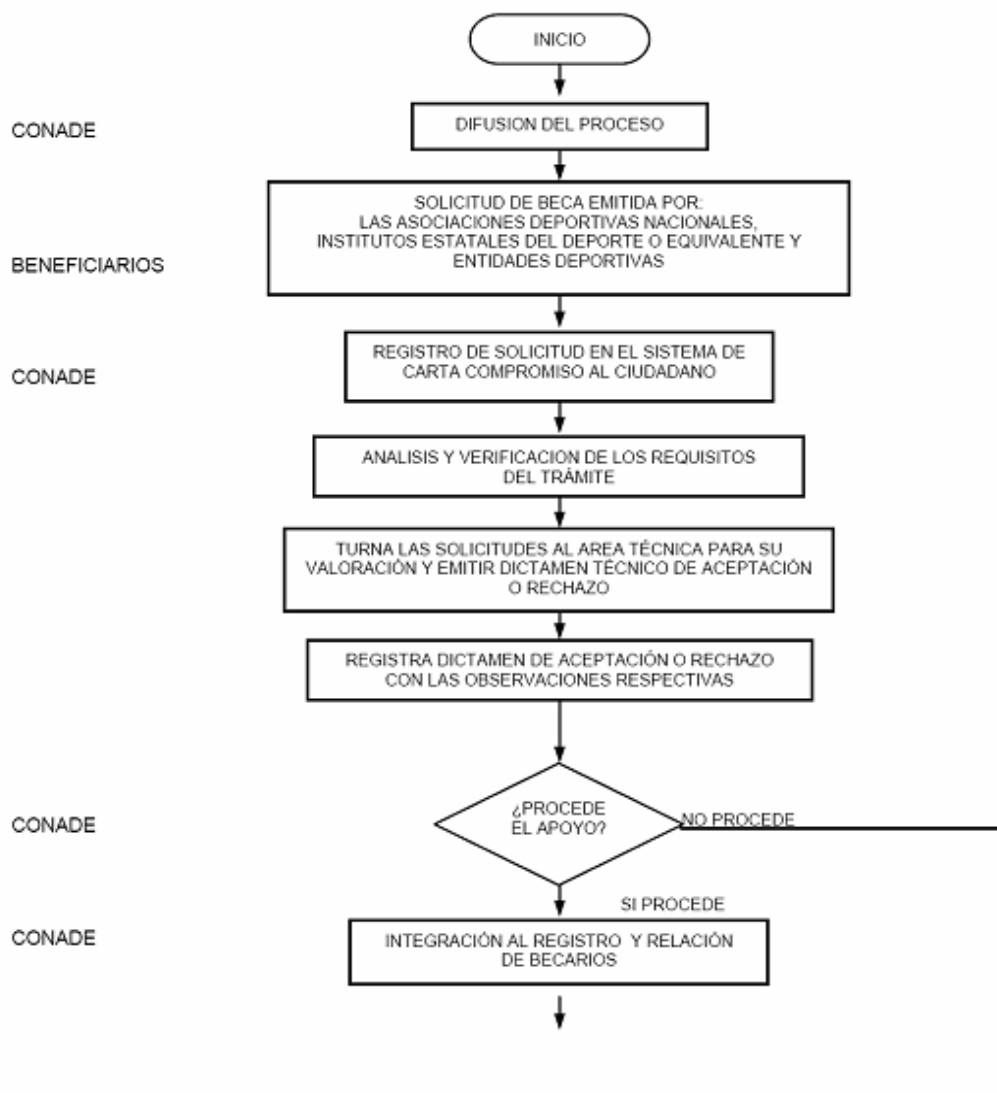 INICIO
CONADE
DIFUSION DEL PROCESO
SOLICITUD DE BECA EMITIDA POR:
LAS ASOCIACIONES DEPORTIVAS NACIONALES,
INSTITUTOS ESTATALES DEL DEPORTE O EQUIVALENTE Y
ENTIDADES DEPORTIVAS
BENEFICIARIOS
REGISTRO DE SOLICITUD EN EL SISTEMA DE
CARTA COMPROMISO AL CIUDADANO
CONADE
ANALISIS Y VERIFICACION DE LOS REQUISITOS
DEL TRÁMITE
TURNA LAS SOLICITUDES AL AREA TÉCNICA PARA SU
VALORACIÓN Y EMITIR DICTAMEN TÉCNICO DE ACEPTACIÓN
O RECHAZO
REGISTRA DICTAMEN DE ACEPTACIÓN O RECHAZO
CON LAS OBSERVACIONES RESPECTIVAS
CONADE
¿PROCEDE
EL APOYO?
NO PROCEDE
SI PROCEDE
CONADE
INTEGRACIÓN AL REGISTRO Y RELACIÓN
DE BECARIOS